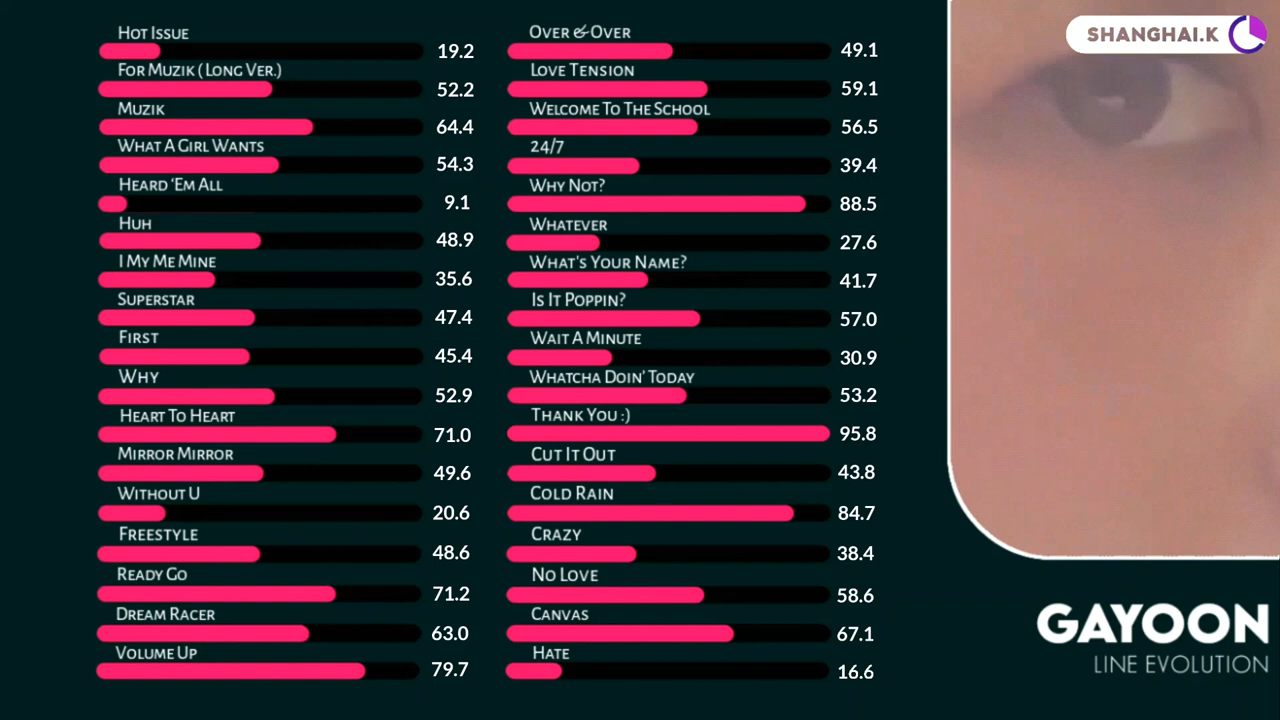 SHANGHAI.K
HOT ISSUE
19.2
FOR MUZIK (LONG VER.)
52.2
MUZIK
64.4
WHAT A GIRL WANTS
54.3
HEARD ‘EM ALL
9.1
HUH
48.9
I MY ME MINE
35.6
SUPERSTAR
47.4
FIRST
45.4
WHY
52.9
HEART TO HEART
71.0
MIRROR MIRROR
49.6
WITHOUT U
20.6
FREESTYLE
48.6
READY GO
71.2
DREAM RACER
63.0
VOLUME UP
79.7
OVER & OVER
49.1
LOVE TENSION
59.1
WELCOME TO THE SCHOOL
56.5
24/7
39.4
WHY NOT?
88.5
WHATEVER
27.6
WHAT'S YOUR NAME?
41.7
IS IT POPPIN?
57.0
WAIT A MINUTE
30.9
WHATCHA DOIN' TODAY
53.2
THANK YOU :)
95.8
CUT IT OUT
43.8
COLD RAIN
84.7
CRAZY
38.4
NO LOVE
58.6
CANVAS
67.1
HATE
16.6
GAYOON
LINE EVOLUTION